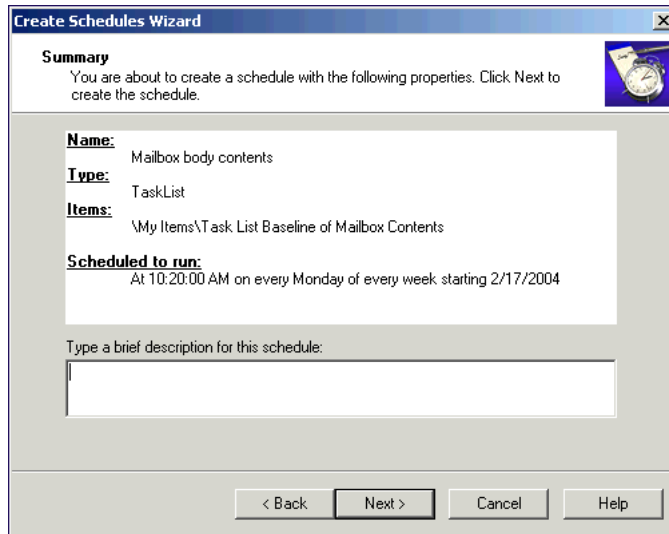 Create Schedules Wizard
Summary
You are about to create a schedule with the following properties. Click Next to
create the schedule.
Name:
Mailbox body contents
Type:
TaskList
Items:
\My Items\Task List Baseline of Mailbox Contents
Scheduled to run:
At 10:20:00 AM on every Monday of every week starting 2/17/2004
Type a brief description for this schedule:
< Back Next > Cancel Help